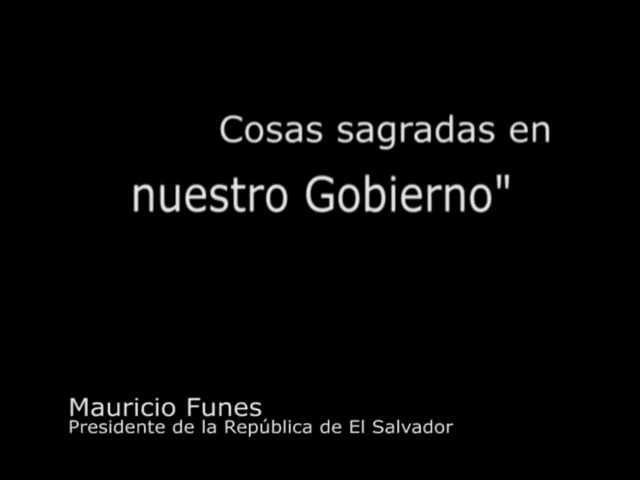 Cosas sagradas en
nuestro Gobierno"
Mauricio Funes
Presidente de la República de El Salvador